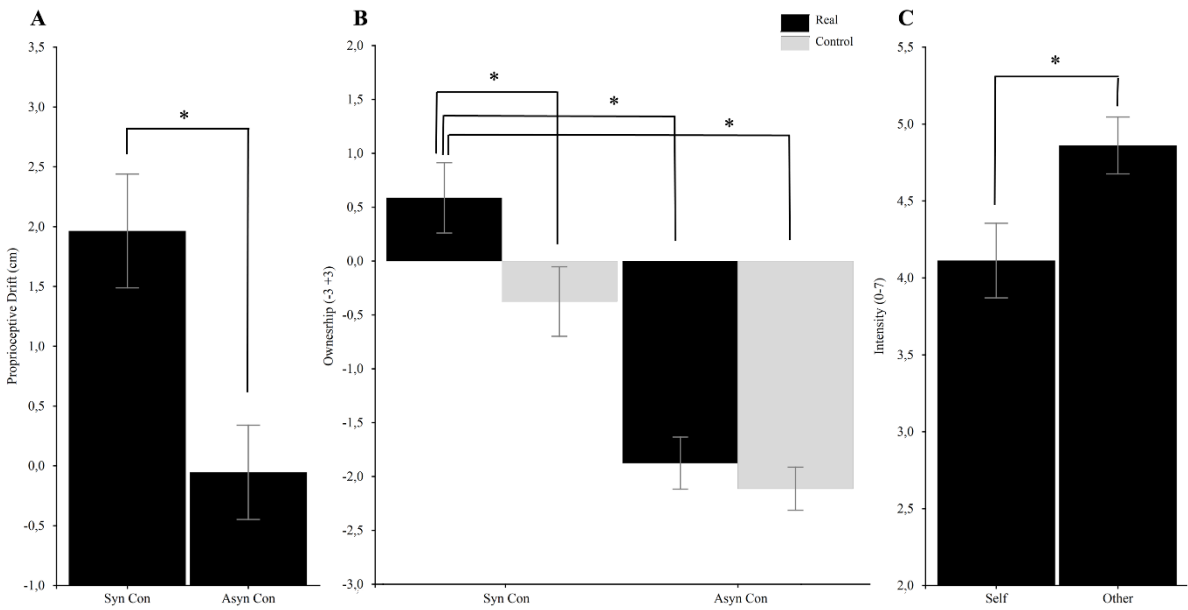 A
3,5
3,0
2,5
2,0
1,5
1,0
0,5
0,0
-0,5
-1,0
Proprioceptive Drift (cm)
*
Syn Con
Asyn Con
B
Real
Control
2,0
1,5
1,0
0,5
0,0
-0,5
-1,0
-1,5
-2,0
-2,5
-3,0
Ownesrhip (-3 +3)
*
*
*
Syn Con
Asyn Con
C
5,5
5,0
4,5
4,0
3,5
3,0
2,5
2,0
Intensity (0-7)
*
Self
Other